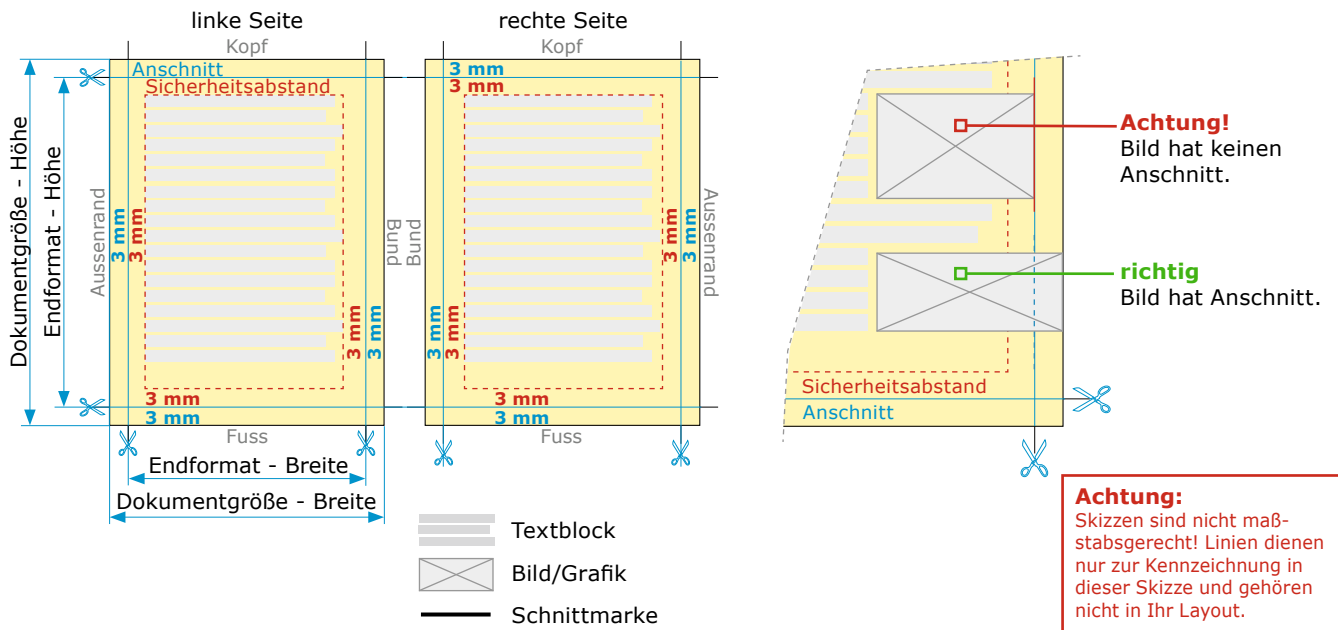 linke Seite
Kopf
rechte Seite
Kopf
Anschnitt
Sicherheitsabstand
3 mm
3 mm
Dokumentgröße - Höhe
Endformat - Höhe
Aussenrand
3 mm
3 mm
Bund
Bund
3 mm
3 mm
Aussenrand
3 mm
3 mm
3 mm
3 mm
3 mm
3 mm
3 mm
3 mm
Fuss
Fuss
Endformat - Breite
Dokumentgröße - Breite
Textblock
Bild/Grafik
Schnittmarke
Achtung!
Bild hat keinen
Anschnitt.
richtig
Bild hat Anschnitt.
Sicherheitsabstand
Anschnitt
Achtung:
Skizzen sind nicht maß-
stabsgerecht! Linien dienen
nur zur Kennzeichnung in
dieser Skizze und gehören
nicht in Ihr Layout.